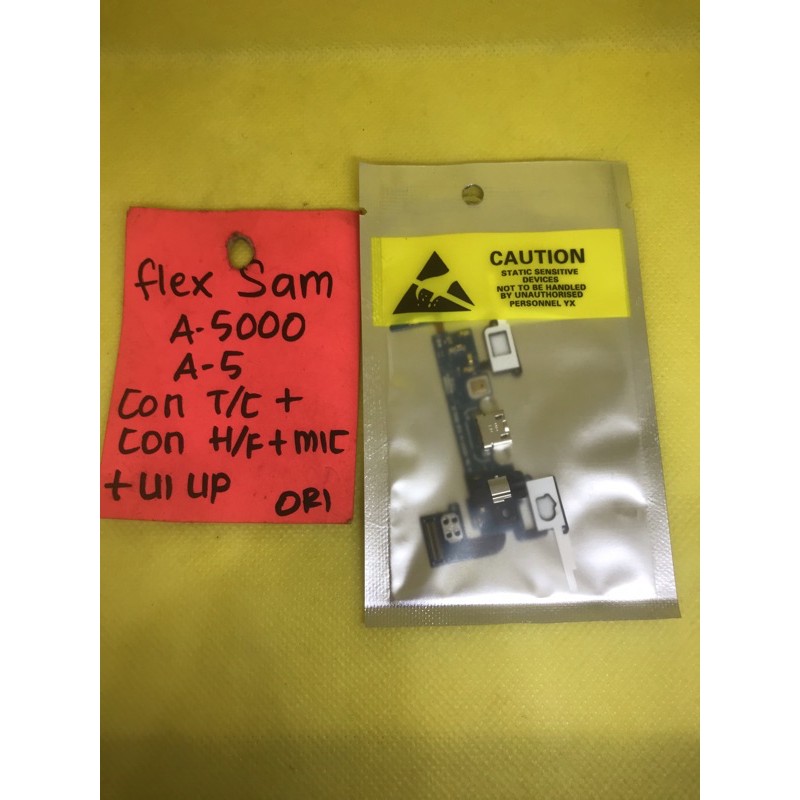 flex Sam
A-5000
A-5
Con T/C +
Con H/F + MIC
+ UI UP ORI
CAUTION
STATIC SENSITIVE
DEVICES
NOT TO BE HANDLED
BY UNAUTHORISED
PERSONNEL YX